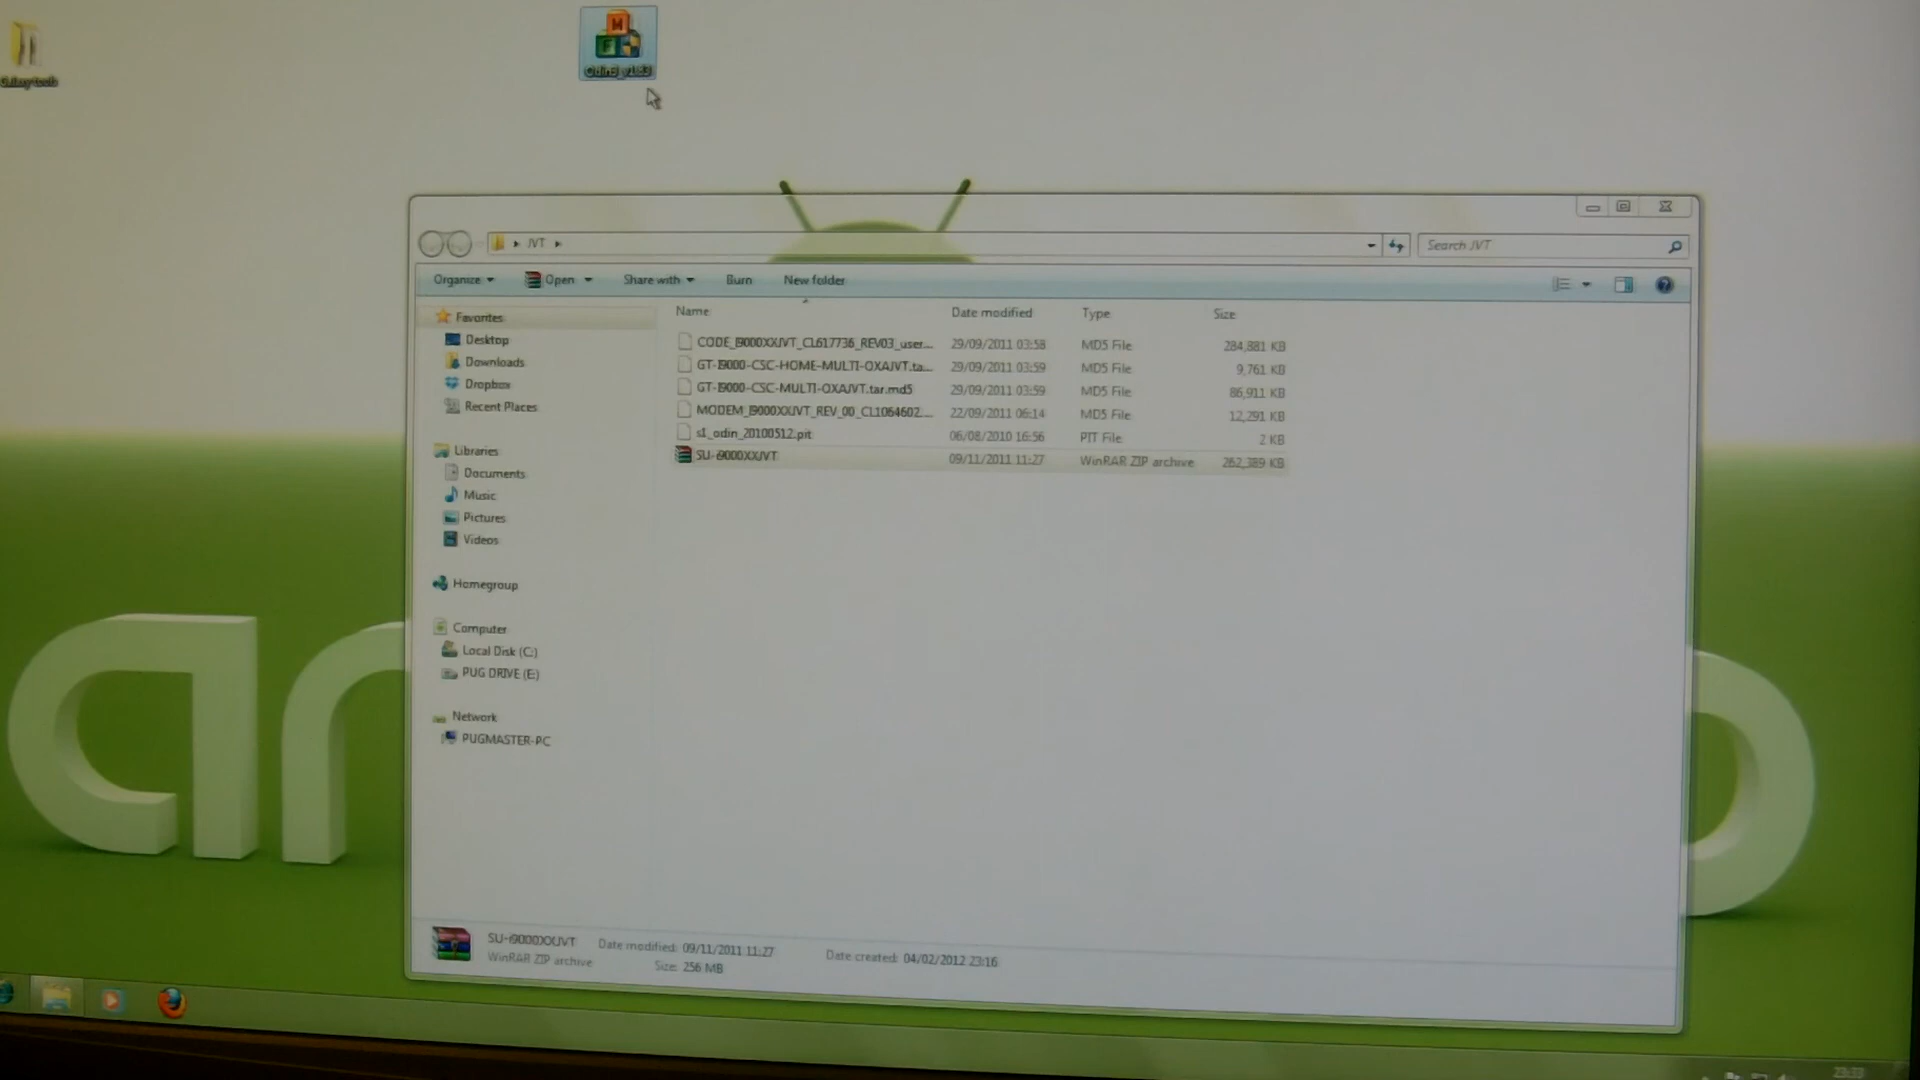 Odin3_v1.83
JVT
Search JVT
Organize Open Share with Burn New folder
Name Date modified Type Size
Favorites
Desktop
Downloads
Dropbox
Recent Places
Libraries
Documents
Music
Pictures
Videos
Homegroup
Computer
Local Disk (C:)
PUG DRIVE (E:)
Network
PUGMASTER-PC
CODE_I9000XXJVT_CL617736_REV03_user... 29/09/2011 03:58 MD5 File 284,881 KB
GT-I9000-CSC-HOME-MULTI-OXAJVT.ta... 29/09/2011 03:59 MD5 File 9,761 KB
GT-I9000-CSC-MULTI-OXAJVT.tar.md5 29/09/2011 03:59 MD5 File 86,911 KB
MODEM_I9000XXJVT_REV_00_CL1064602.... 22/09/2011 06:14 MD5 File 12,291 KB
s1_odin_20100512.pit 06/08/2010 16:56 PIT File 2 KB
SU-i9000XXJVT 09/11/2011 11:27 WinRAR ZIP archive 262,389 KB
SU-i9000XXJVT Date modified: 09/11/2011 11:27 Date created: 04/02/2012 23:16
WinRAR ZIP archive Size: 256 MB
23:33